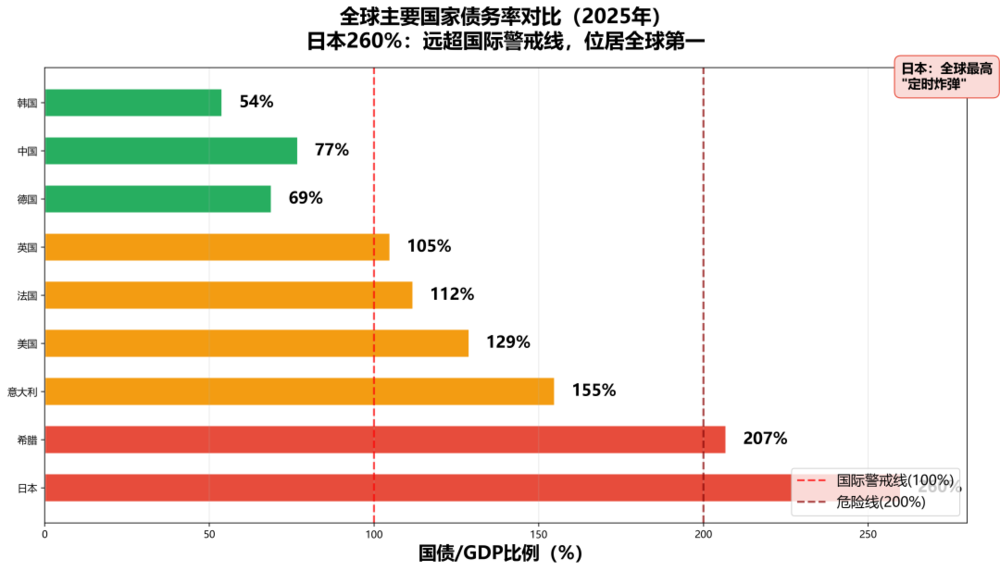 全球主要国家债务率对比（2025年）
日本260%：远超国际警戒线，位居全球第一
日本：全球最高
"定时炸弹"
韩国 54%
中国 77%
德国 69%
英国 105%
法国 112%
美国 129%
意大利 155%
希腊 207%
日本 260%
国际警戒线(100%)
危险线(200%)
0 50 100 150 200 250
国债/GDP比例（%）